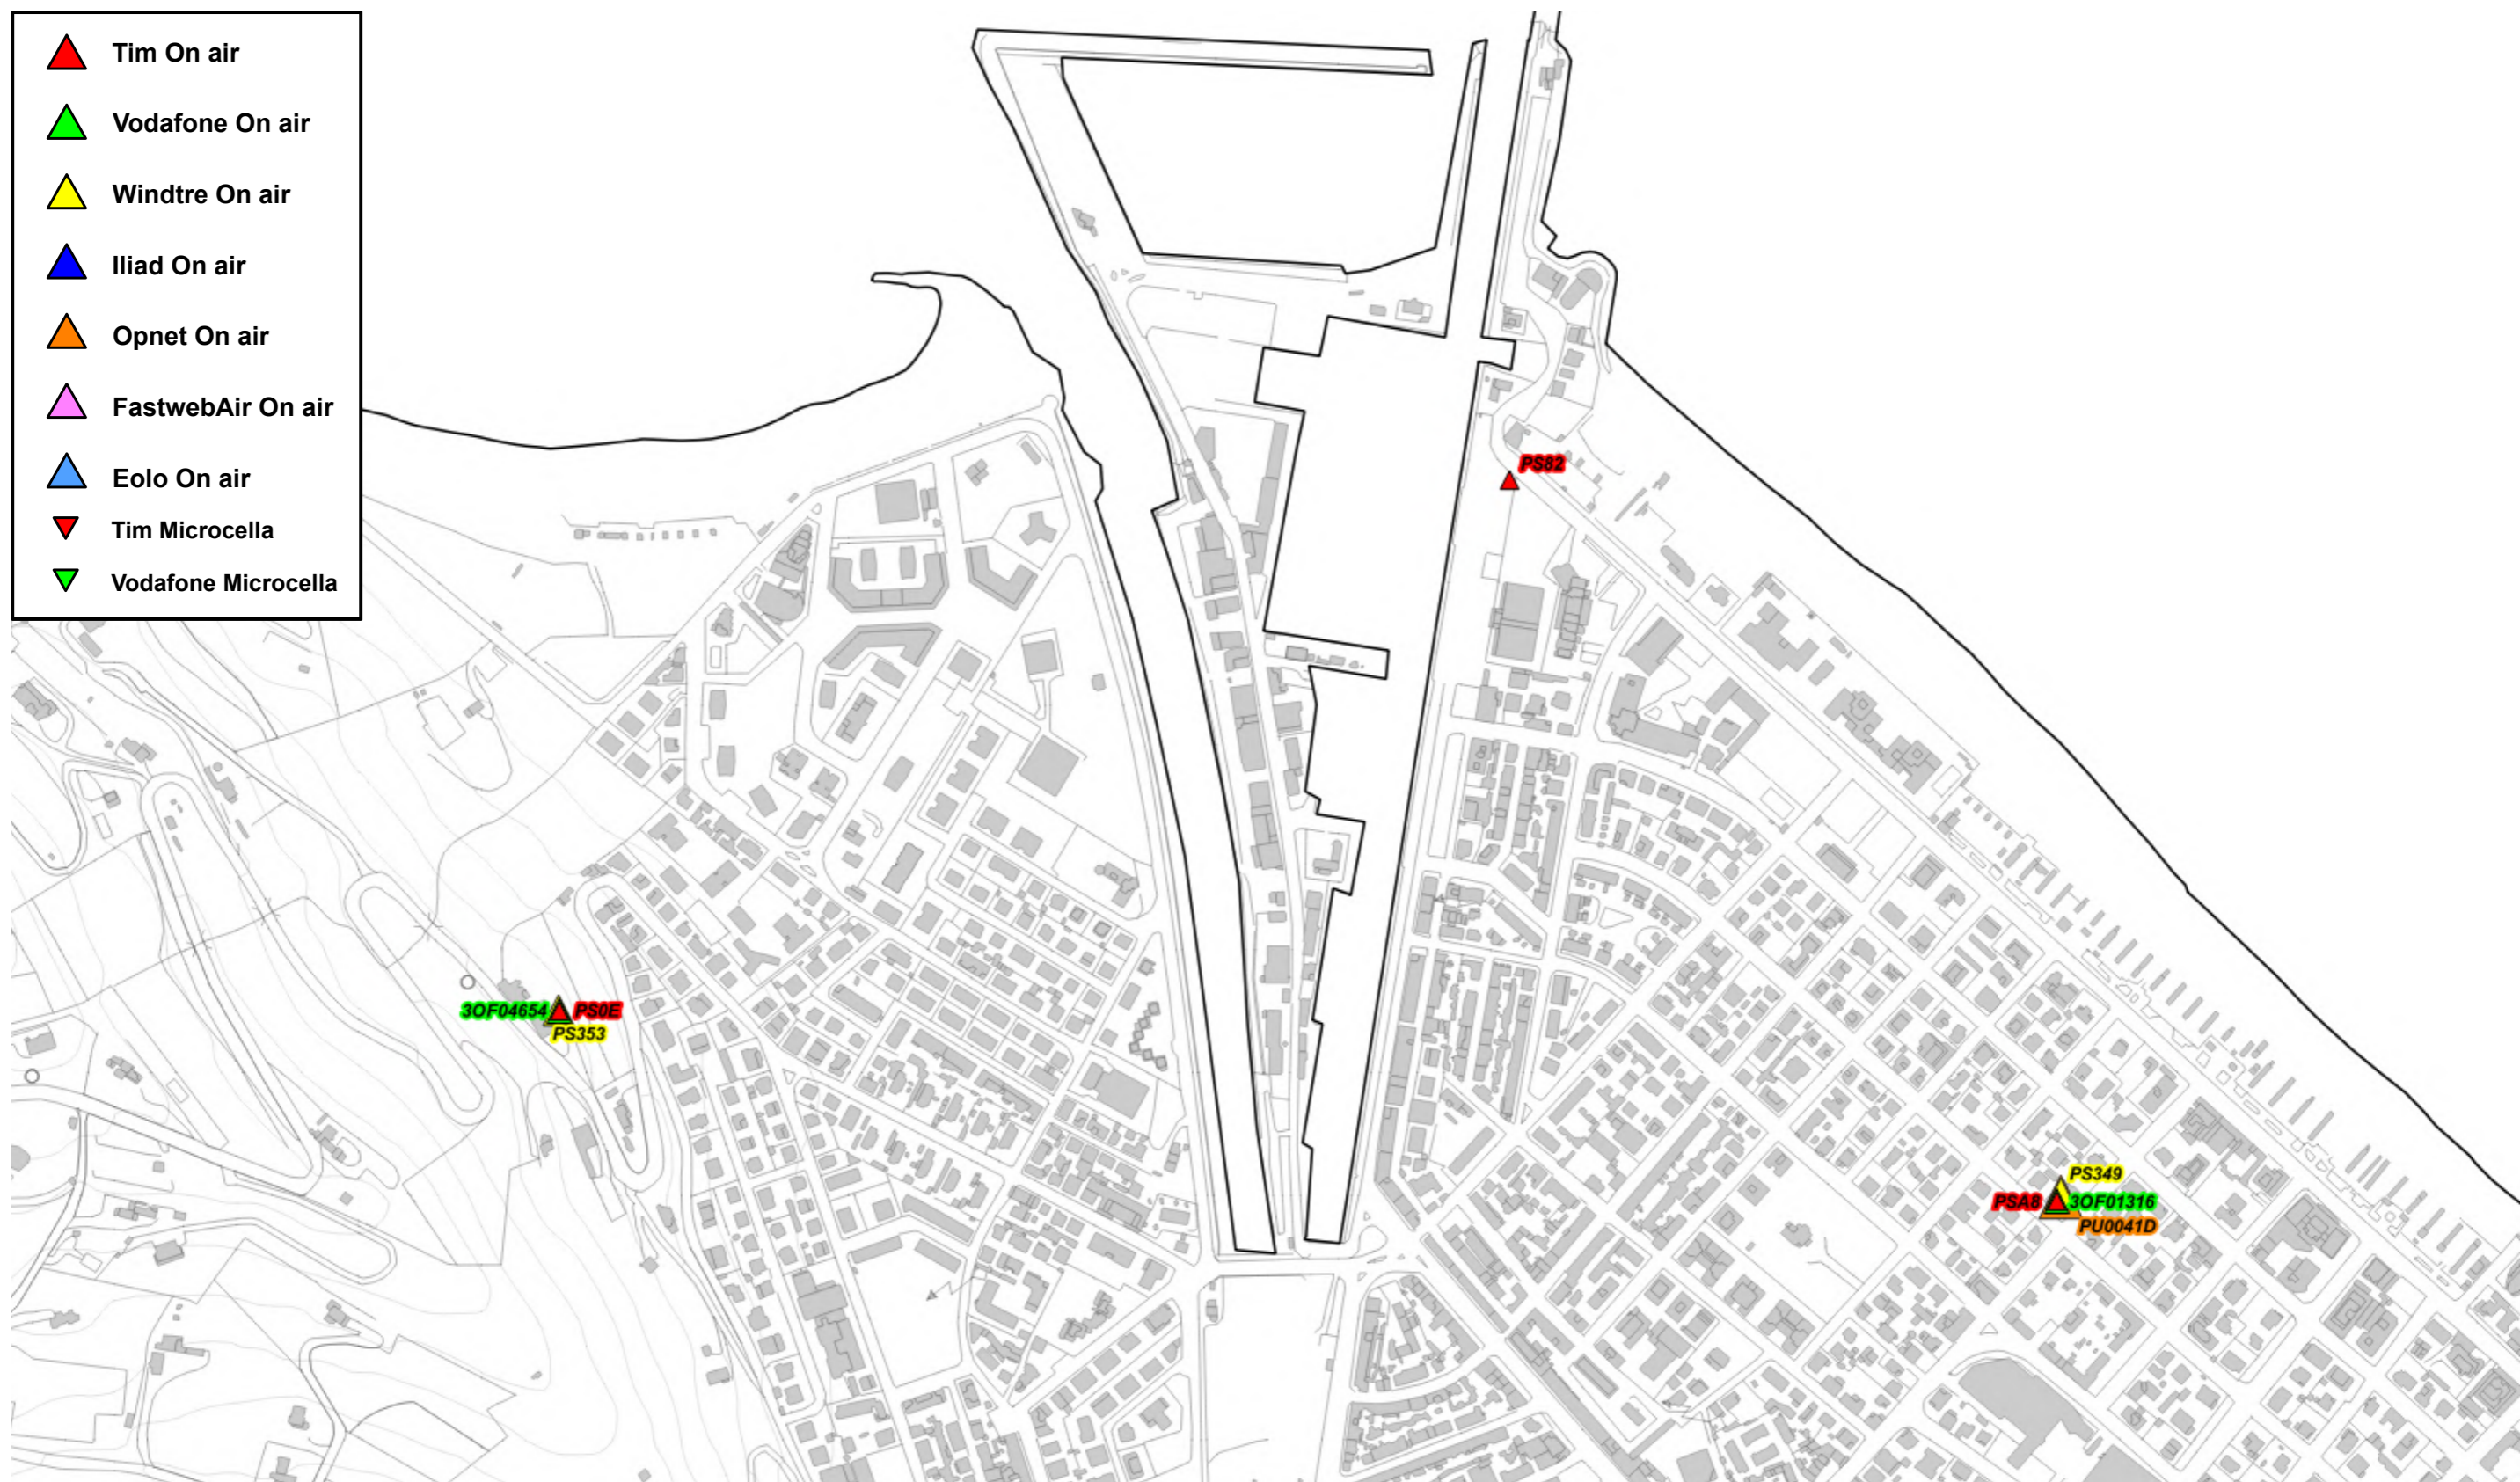 Tim On air
Vodafone On air
Windtre On air
Iliad On air
Opnet On air
FastwebAir On air
Eolo On air
Tim Microcella
Vodafone Microcella
PS82
3OF04654 PS0E
PS353
PS349
PSA8 3OF01316
PU0041D